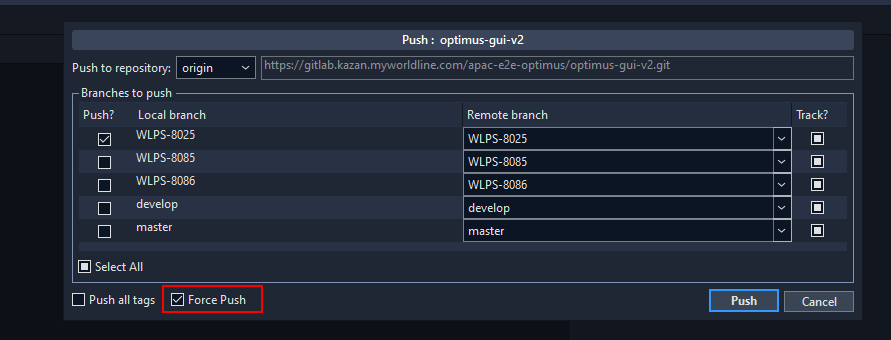 Push : optimus-gui-v2
Push to repository: origin https://gitlab.kazan.myworldline.com/apac-e2e-optimus/optimus-gui-v2.git
Branches to push
Push? Local branch Remote branch Track?
WLPS-8025 WLPS-8025
WLPS-8085 WLPS-8085
WLPS-8086 WLPS-8086
develop develop
master master
Select All
Push all tags Force Push Push Cancel